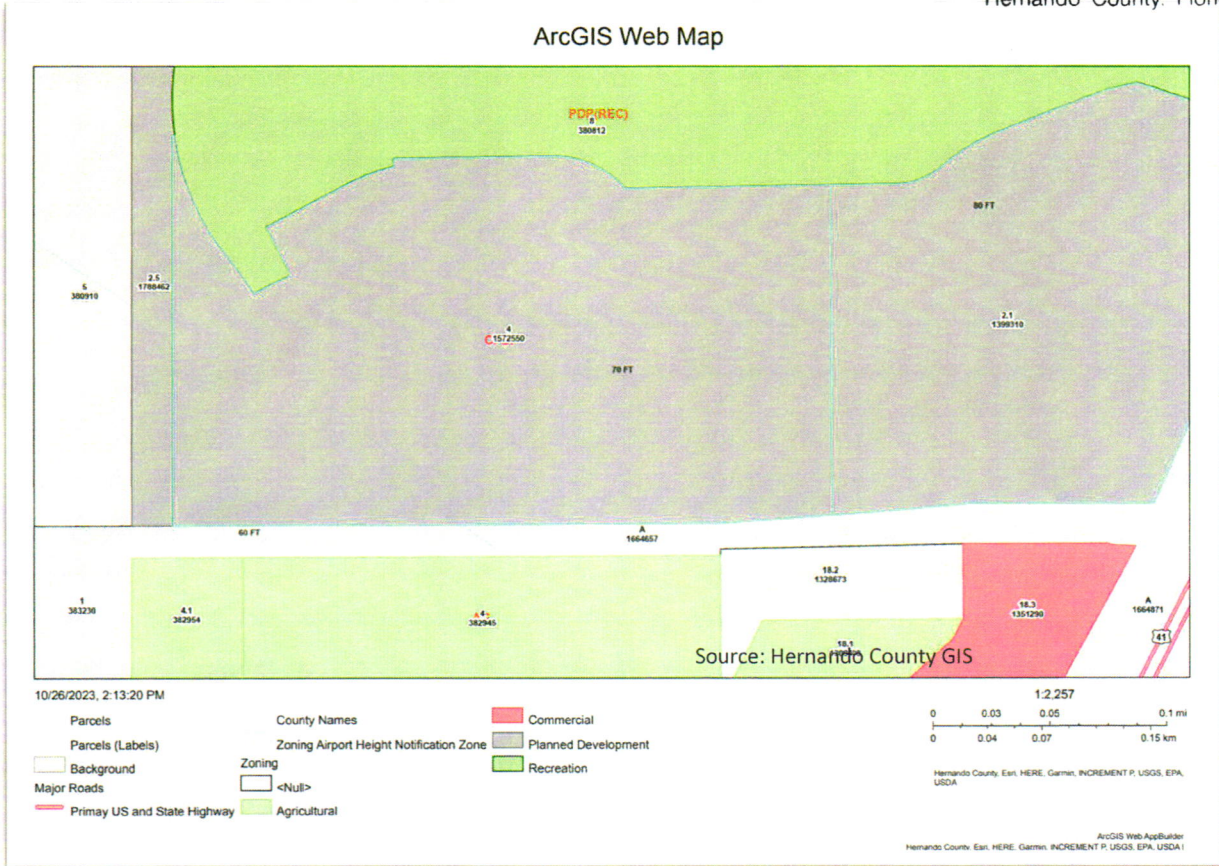 Hernando County, Flori
ArcGIS Web Map
PDP(REC)
8
380812
80 FT
5
380910
2.5
1788462
4
1572550
2.1
1399310
70 FT
60 FT
A
1664657
18.2
1328673
1
383230
4.1
382954
4
382945
18.3
1351290
A
1664871
41
18.1
Source: Hernando County GIS
10/26/2023, 2:13:20 PM
1:2,257
Parcels
Parcels (Labels)
Background
Major Roads
Primay US and State Highway
County Names
Zoning Airport Height Notification Zone
Zoning
<Null>
Agricultural
Commercial
Planned Development
Recreation
0 0.03 0.05 0.1 mi
0 0.04 0.07 0.15 km
Hernando County, Esri, HERE, Garmin, INCREMENT P, USGS, EPA,
USDA
ArcGIS Web AppBuilder
Hernando County, Esri, HERE, Garmin, INCREMENT P, USGS, EPA, USDA |